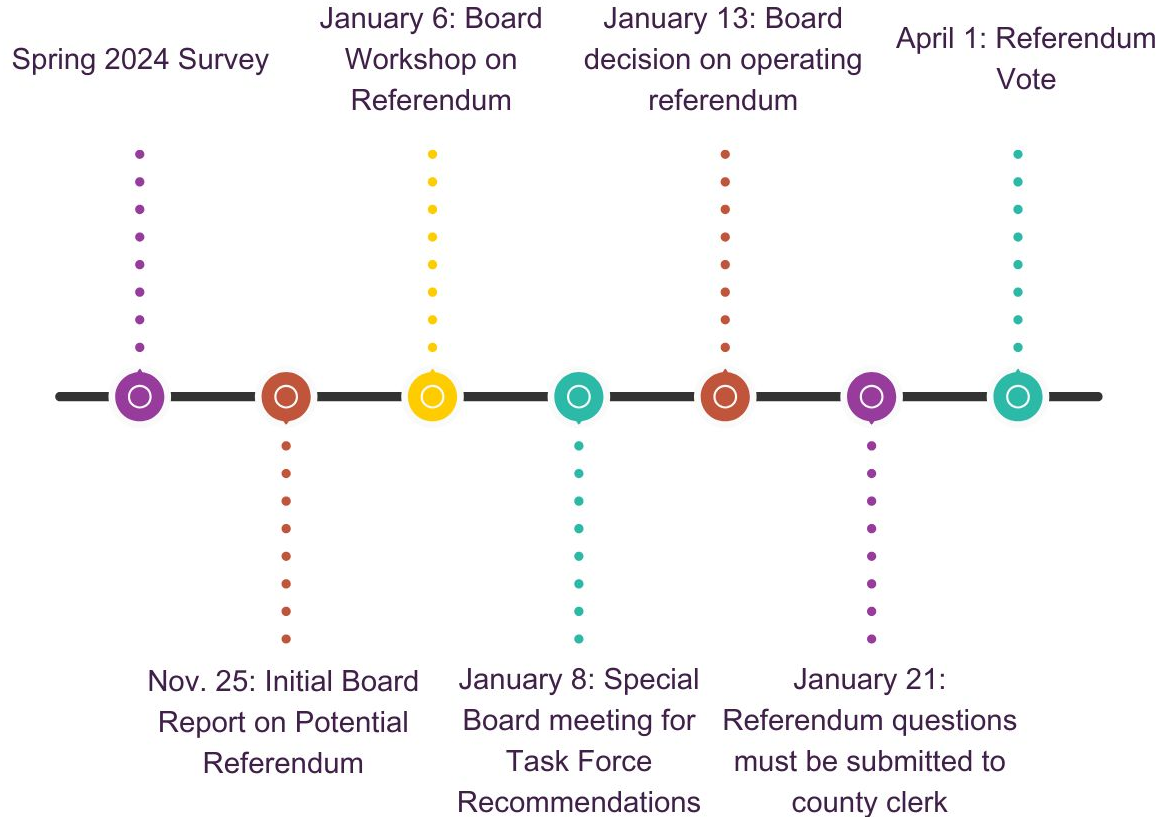 Spring 2024 Survey
Nov. 25: Initial Board
Report on Potential
Referendum
January 6: Board
Workshop on
Referendum
January 8: Special
Board meeting for
Task Force
Recommendations
January 13: Board
decision on operating
referendum
January 21:
Referendum questions
must be submitted to
county clerk
April 1: Referendum
Vote